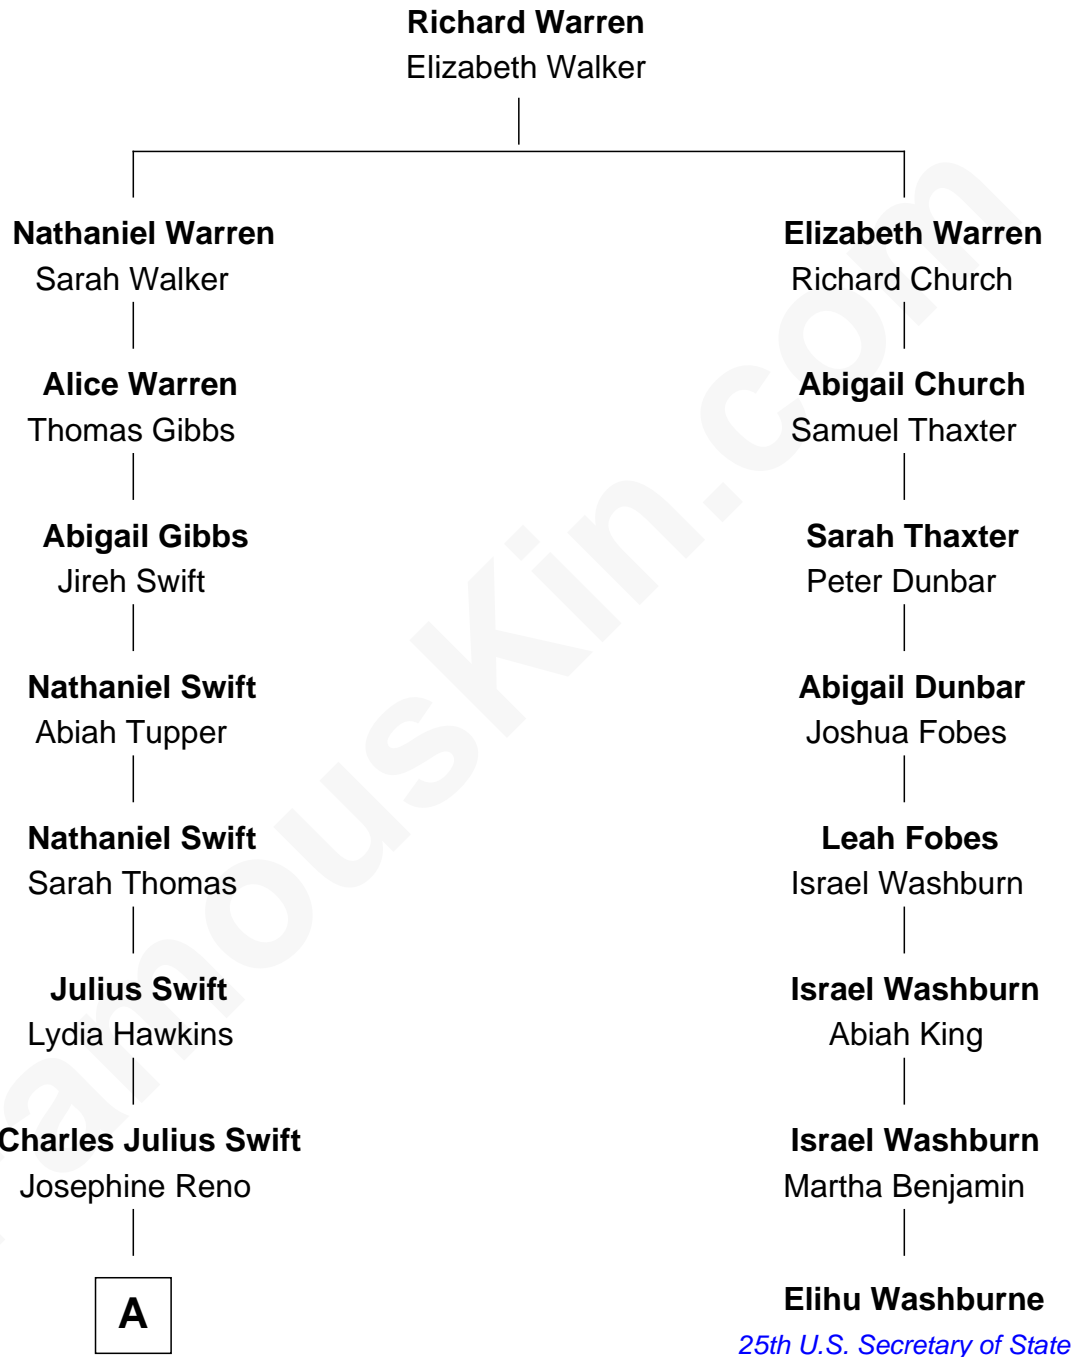 Richard Warren
Elizabeth Walker
Nathaniel Warren
Sarah Walker
Elizabeth Warren
Richard Church
Alice Warren
Thomas Gibbs
Abigail Church
Samuel Thaxter
Abigail Gibbs
Jireh Swift
Sarah Thaxter
Peter Dunbar
Nathaniel Swift
Abiah Tupper
Abigail Dunbar
Joshua Fobes
Nathaniel Swift
Sarah Thomas
Leah Fobes
Israel Washburn
Julius Swift
Lydia Hawkins
Israel Washburn
Abiah King
Charles Julius Swift
Josephine Reno
Israel Washburn
Martha Benjamin
A
Elihu Washburne
25th U.S. Secretary of State
FamousKin.com